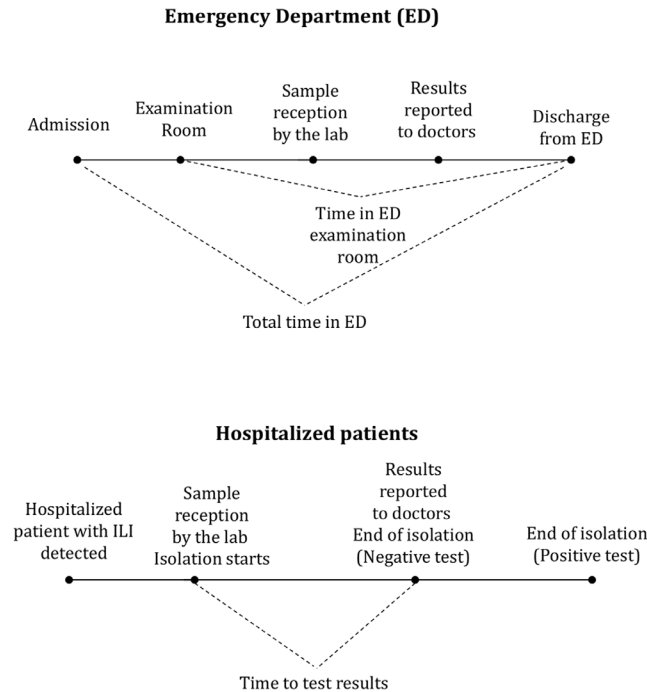 Emergency Department (ED)
Admission
Examination
Room
Sample
reception
by the lab
Results
reported
to doctors
Discharge
from ED
Time in ED
examination
room
Total time in ED
Hospitalized patients
Hospitalized
patient with ILI
detected
Sample
reception
by the lab
Isolation starts
Results
reported
to doctors
End of isolation
(Negative test)
End of isolation
(Positive test)
Time to test results